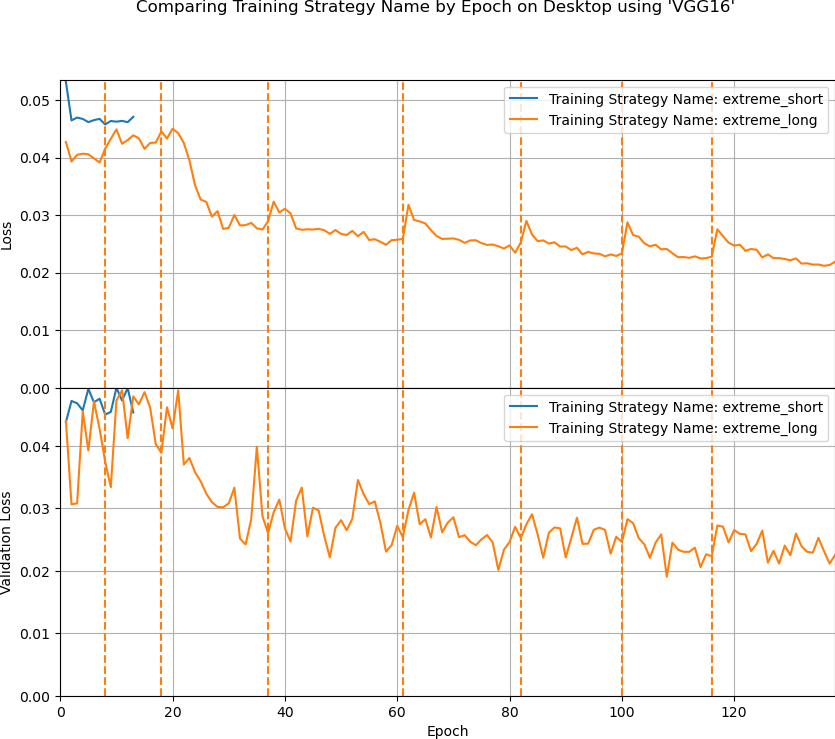 Comparing Training Strategy Name by Epoch on Desktop using 'VGG16'
Training Strategy Name: extreme_short
Training Strategy Name: extreme_long
0.05
0.04
0.03
0.02
0.01
0.00
Loss
Training Strategy Name: extreme_short
Training Strategy Name: extreme_long
0.04
0.03
0.02
0.01
0.00
Validation Loss
0 20 40 60 80 100 120
Epoch